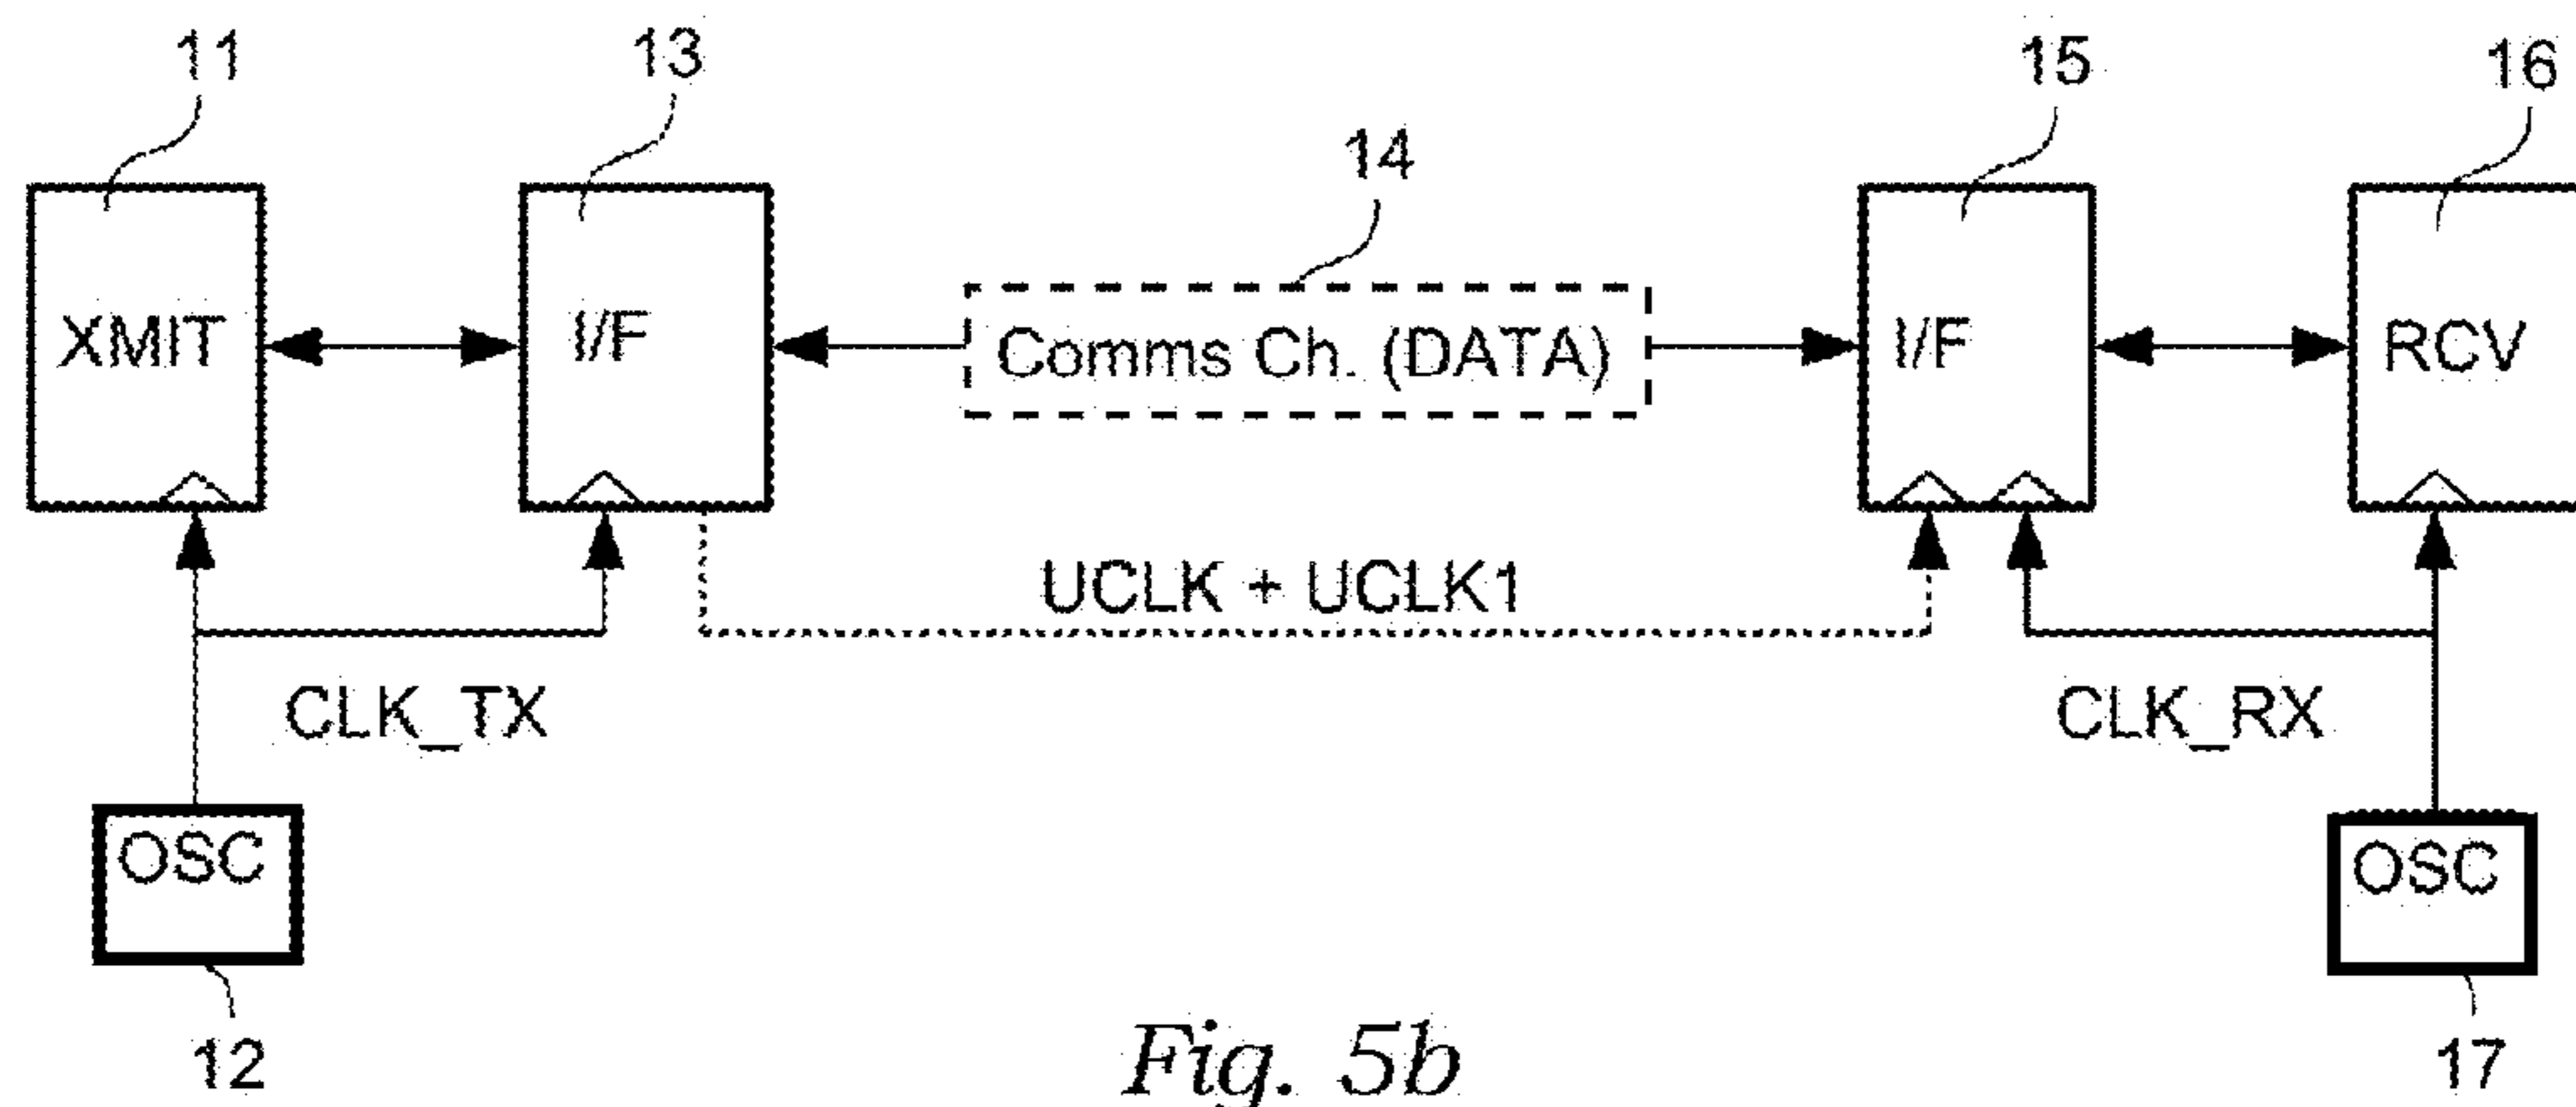 11
13
15
16
14
XMIT
I/F
Comms Ch. (DATA)
I/F
RCV
UCLK + UCLK1
CLK_TX
CLK_RX
OSC
OSC
12
17
Fig. 5b